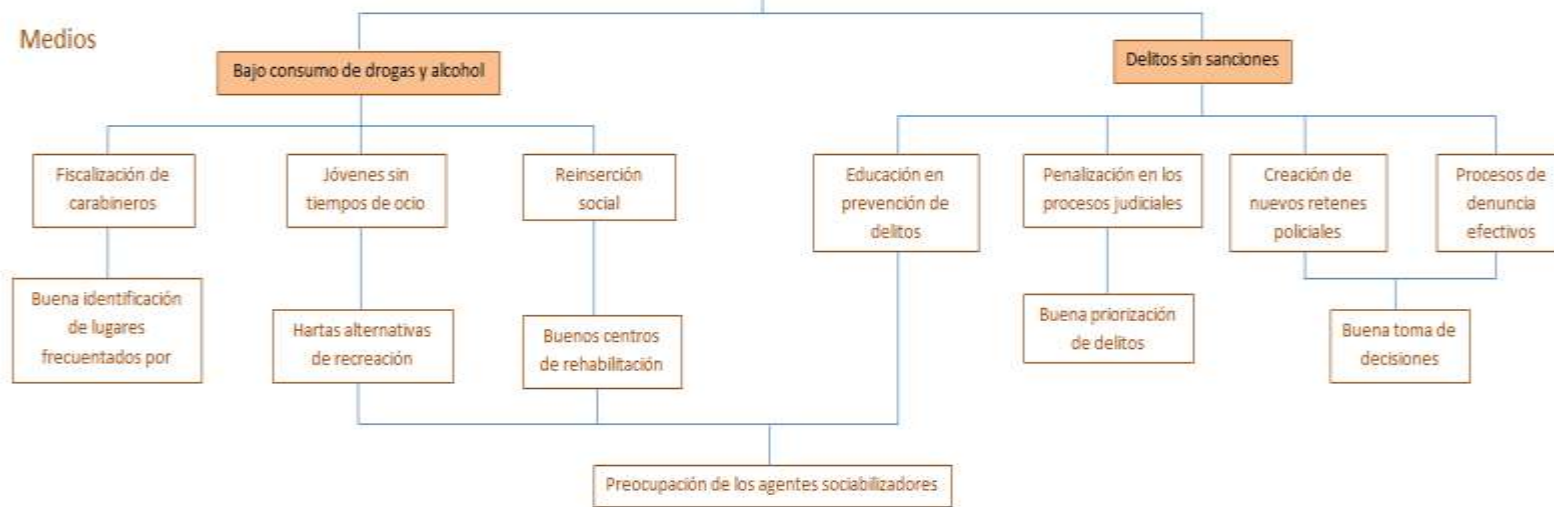 Medios
Bajo consumo de drogas y alcohol
Delitos sin sanciones
Fiscalización de
carabineros
Jóvenes sin
tiempos de ocio
Reinserción
social
Educación en
prevención de
delitos
Penalización en los
procesos judiciales
Creación de
nuevos retenes
policiales
Procesos de
denuncia
efectivos
Buena identificación
de lugares
frecuentados por
Hartas alternativas
de recreación
Buenos centros
de rehabilitación
Buena priorización
de delitos
Buena toma de
decisiones
Preocupación de los agentes sociabilizadores